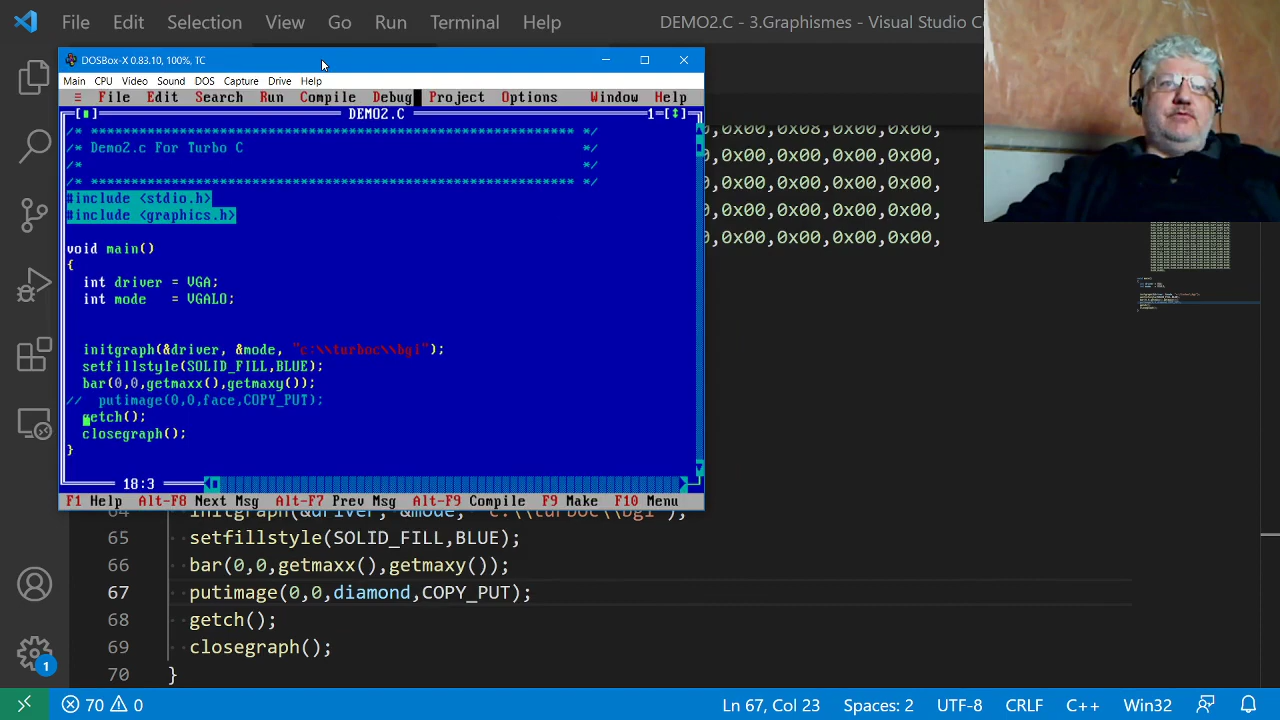 File Edit Selection View Go Run Terminal Help
DEMO2.C - 3.Graphismes - Visual Studio Co
DOSBox-X 0.83.10, 100%, TC
Main CPU Video Sound DOS Capture Drive Help
≡ File Edit Search Run Compile Debug Project Options Window Help
DEMO2.C 1
/* ************************************************************ */
/* Demo2.c For Turbo C */
/* */
/* ************************************************************ */
#include <stdio.h>
#include <graphics.h>
void main()
{
int driver = VGA;
int mode = VGALO;
initgraph(&driver, &mode, "c:\\turboc\\bgi");
setfillstyle(SOLID_FILL,BLUE);
bar(0,0,getmaxx(),getmaxy());
// putimage(0,0,face,COPY_PUT);
getch();
closegraph();
}
18:3
F1 Help Alt-F8 Next Msg Alt-F7 Prev Msg Alt-F9 Compile F9 Make F10 Menu
0,0x00,0x08,0x00,0x00,
0,0x00,0x00,0x00,0x00,
0,0x00,0x00,0x00,0x00,
0,0x00,0x00,0x00,0x00,
0,0x00,0x00,0x00,0x00,
64 initgraph(&driver, &mode, "c:\\turboc\\bgi");
65 setfillstyle(SOLID_FILL,BLUE);
66 bar(0,0,getmaxx(),getmaxy());
67 putimage(0,0,diamond,COPY_PUT);
68 getch();
69 closegraph();
70 }
1
70 0 Ln 67, Col 23 Spaces: 2 UTF-8 CRLF C++ Win32